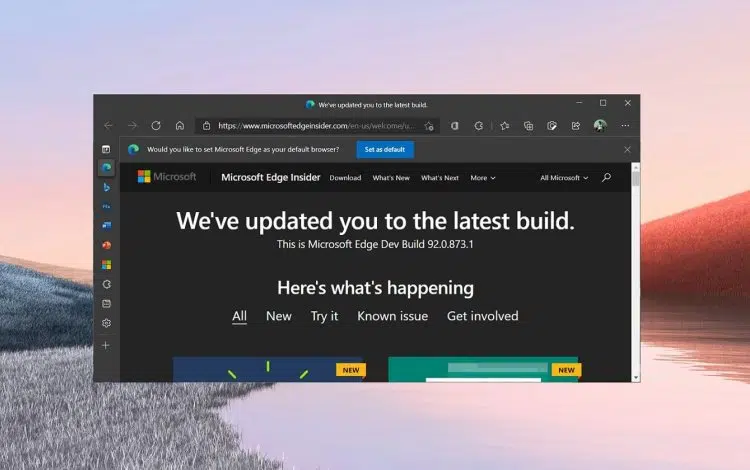 We've updated you to the latest build.
https://www.microsoftedgeinsider.com/en-us/welcome/u...
Would you like to set Microsoft Edge as your default browser?
Set as default
Microsoft
Microsoft Edge Insider
Download
What's New
What's Next
More
All Microsoft
We've updated you to the latest build.
This is Microsoft Edge Dev Build 92.0.873.1
Here's what's happening
All
New
Try it
Known issue
Get involved
NEW
NEW